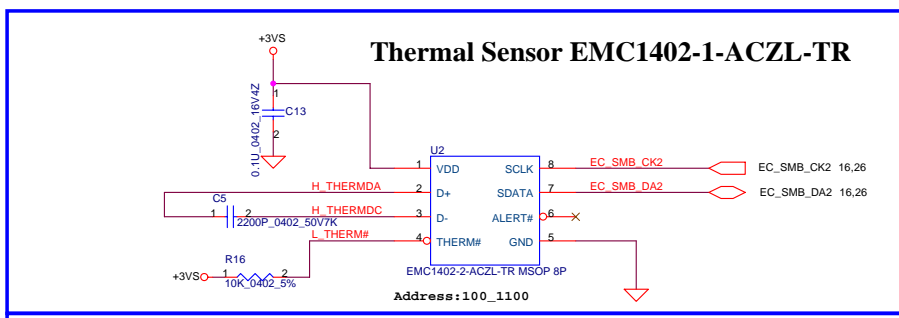 +3VS
Thermal Sensor EMC1402-1-ACZL-TR
1
C13
0.1U_0402_16V4Z
2
U2
1 VDD SCLK 8 EC_SMB_CK2 EC_SMB_CK2 16,26
H_THERMDA 2 D+ SDATA 7 EC_SMB_DA2 EC_SMB_DA2 16,26
C5
1 2 H_THERMDC 3 D- ALERT# 6
2200P_0402_50V7K
L_THERM# 4 THERM# GND 5
R16
EMC1402-2-ACZL-TR MSOP 8P
+3VS 1 2
10K_0402_5%
Address:100_1100